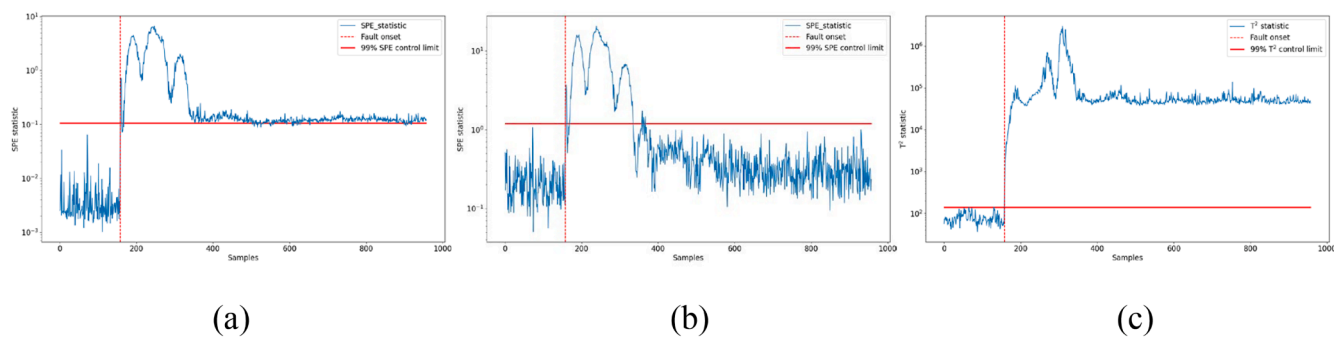 10¹
10⁰
10⁻¹
10⁻²
10⁻³
SPE statistic
0 200 400 600 800 1000
Samples
SPE_statistic
Fault onset
99% SPE control limit
(a)
10¹
10⁰
10⁻¹
SPE_statistic
0 200 400 600 800 1000
Samples
SPE_statistic
Fault onset
99% SPE control limit
(b)
10⁶
10⁵
10⁴
10³
10²
T² statistic
0 200 400 600 800 1000
Samples
T² statistic
Fault onset
99% T² control limit
(c)